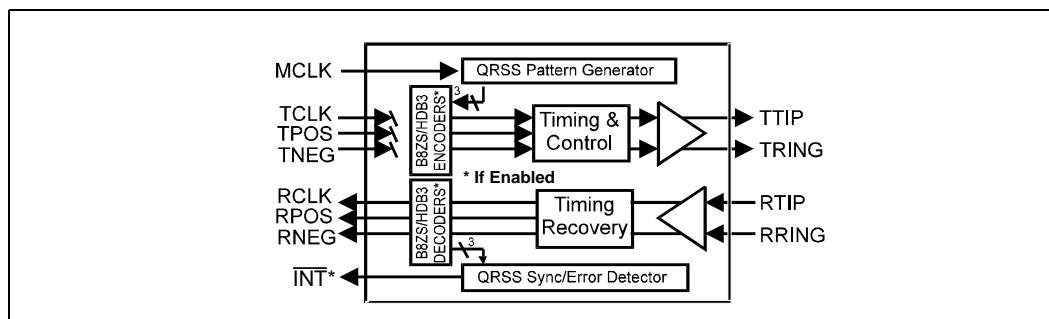 MCLK
QRSS Pattern Generator
3
TCLK
TPOS
TNEG
B8ZS/HDB3
ENCODERS*
Timing &
Control
TTIP
TRING
* If Enabled
RCLK
RPOS
RNEG
B8ZS/HDB3
DECODERS*
Timing
Recovery
RTIP
RRING
3
INT*
QRSS Sync/Error Detector